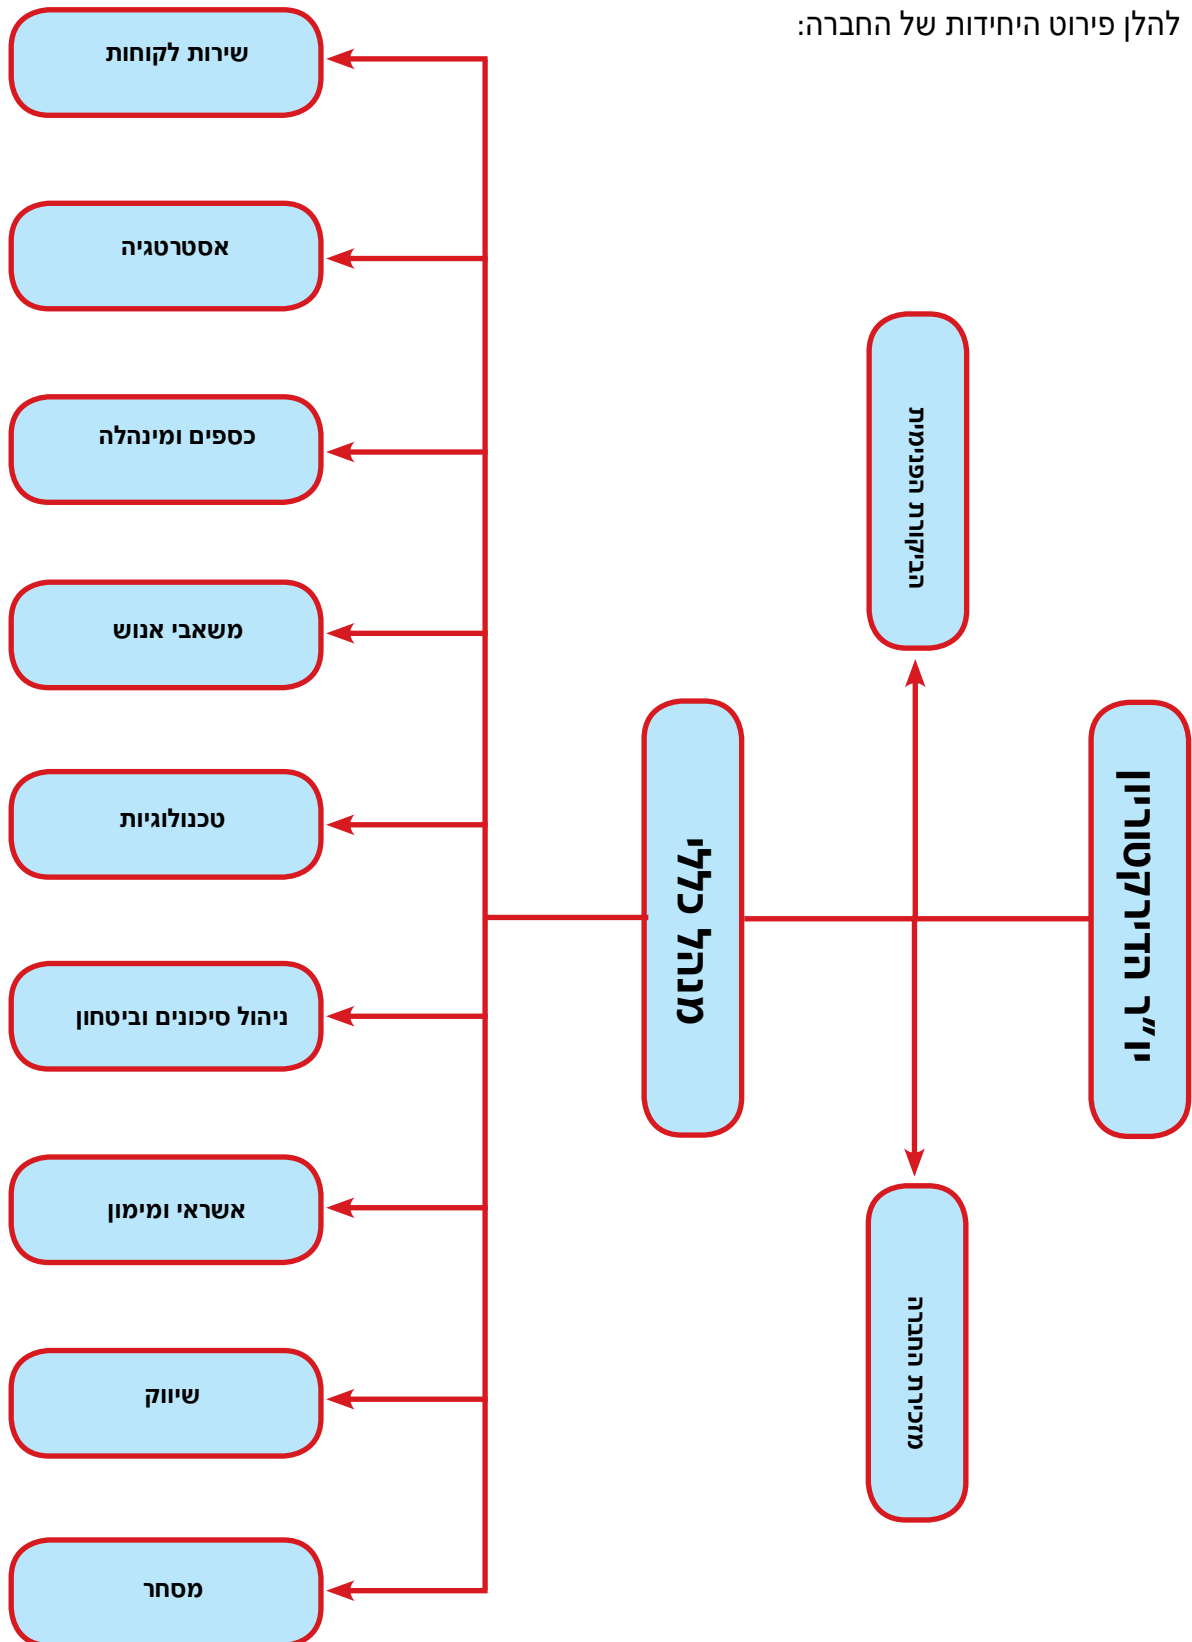 להלן פירוט היחידות של החברה:
יו"ר הדירקטוריון
הביקורת הפנימית
מזכירת החברה
מנהל כללי
שירות לקוחות
אסטרטגיה
כספים ומינהלה
משאבי אנוש
טכנולוגיות
ניהול סיכונים וביטחון
אשראי ומימון
שיווק
מסחר